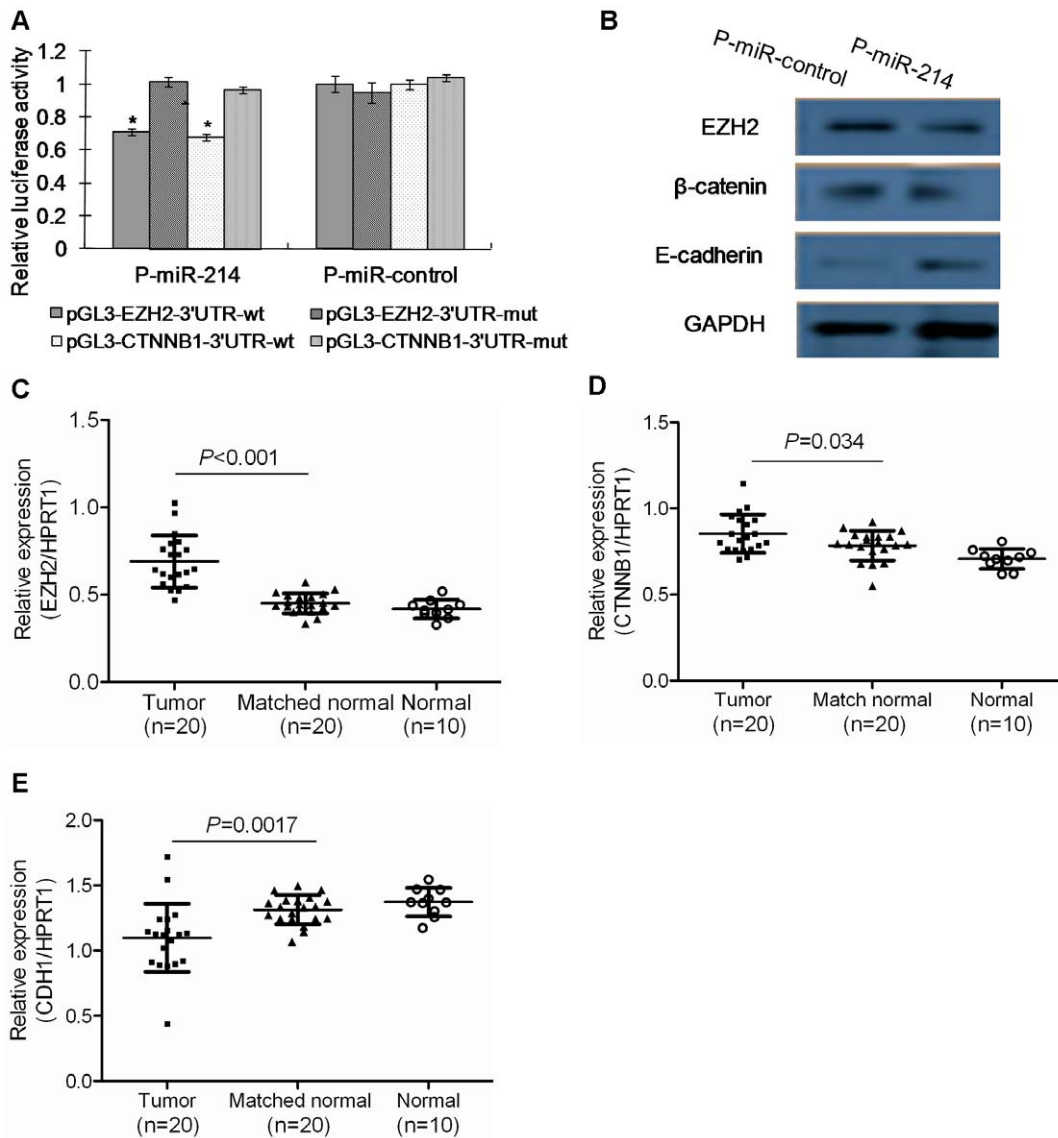 A
Relative luciferase activity
1.2
1
0.8
0.6
0.4
0.2
0
*
*
P-miR-214
P-miR-control
pGL3-EZH2-3'UTR-wt
pGL3-EZH2-3'UTR-mut
pGL3-CTNNB1-3'UTR-wt
pGL3-CTNNB1-3'UTR-mut
B
P-miR-control
P-miR-214
EZH2
β-catenin
E-cadherin
GAPDH
C
Relative expression
(EZH2/HPRT1)
1.5
1.0
0.5
0.0
P<0.001
Tumor
(n=20)
Matched normal
(n=20)
Normal
(n=10)
D
Relative expression
(CTNNB1/HPRT1)
1.5
1.0
0.5
0.0
P=0.034
Tumor
(n=20)
Match normal
(n=20)
Normal
(n=10)
E
Relative expression
(CDH1/HPRT1)
2.0
1.5
1.0
0.5
0.0
P=0.0017
Tumor
(n=20)
Matched normal
(n=20)
Normal
(n=10)